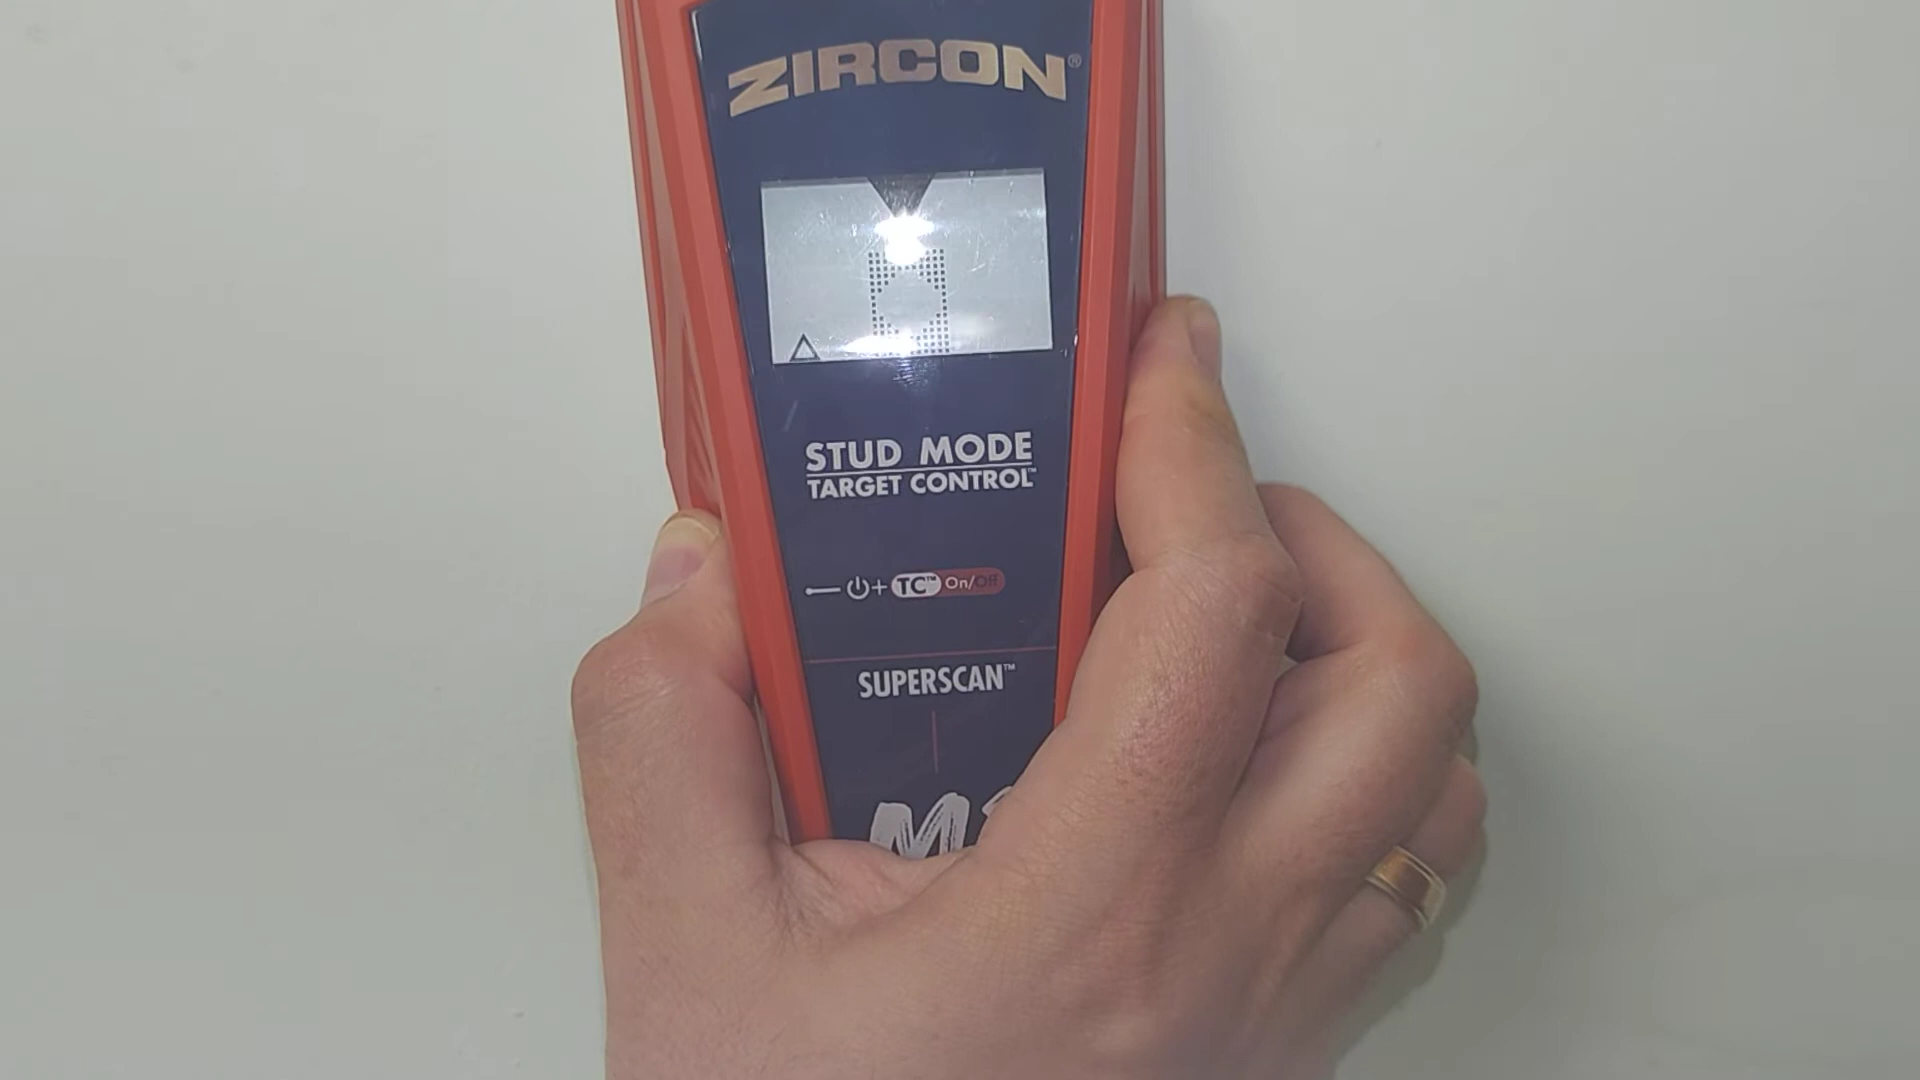 ZIRCON®
STUD MODE
TARGET CONTROL™
+ TC™ On/Off
SUPERSCAN™